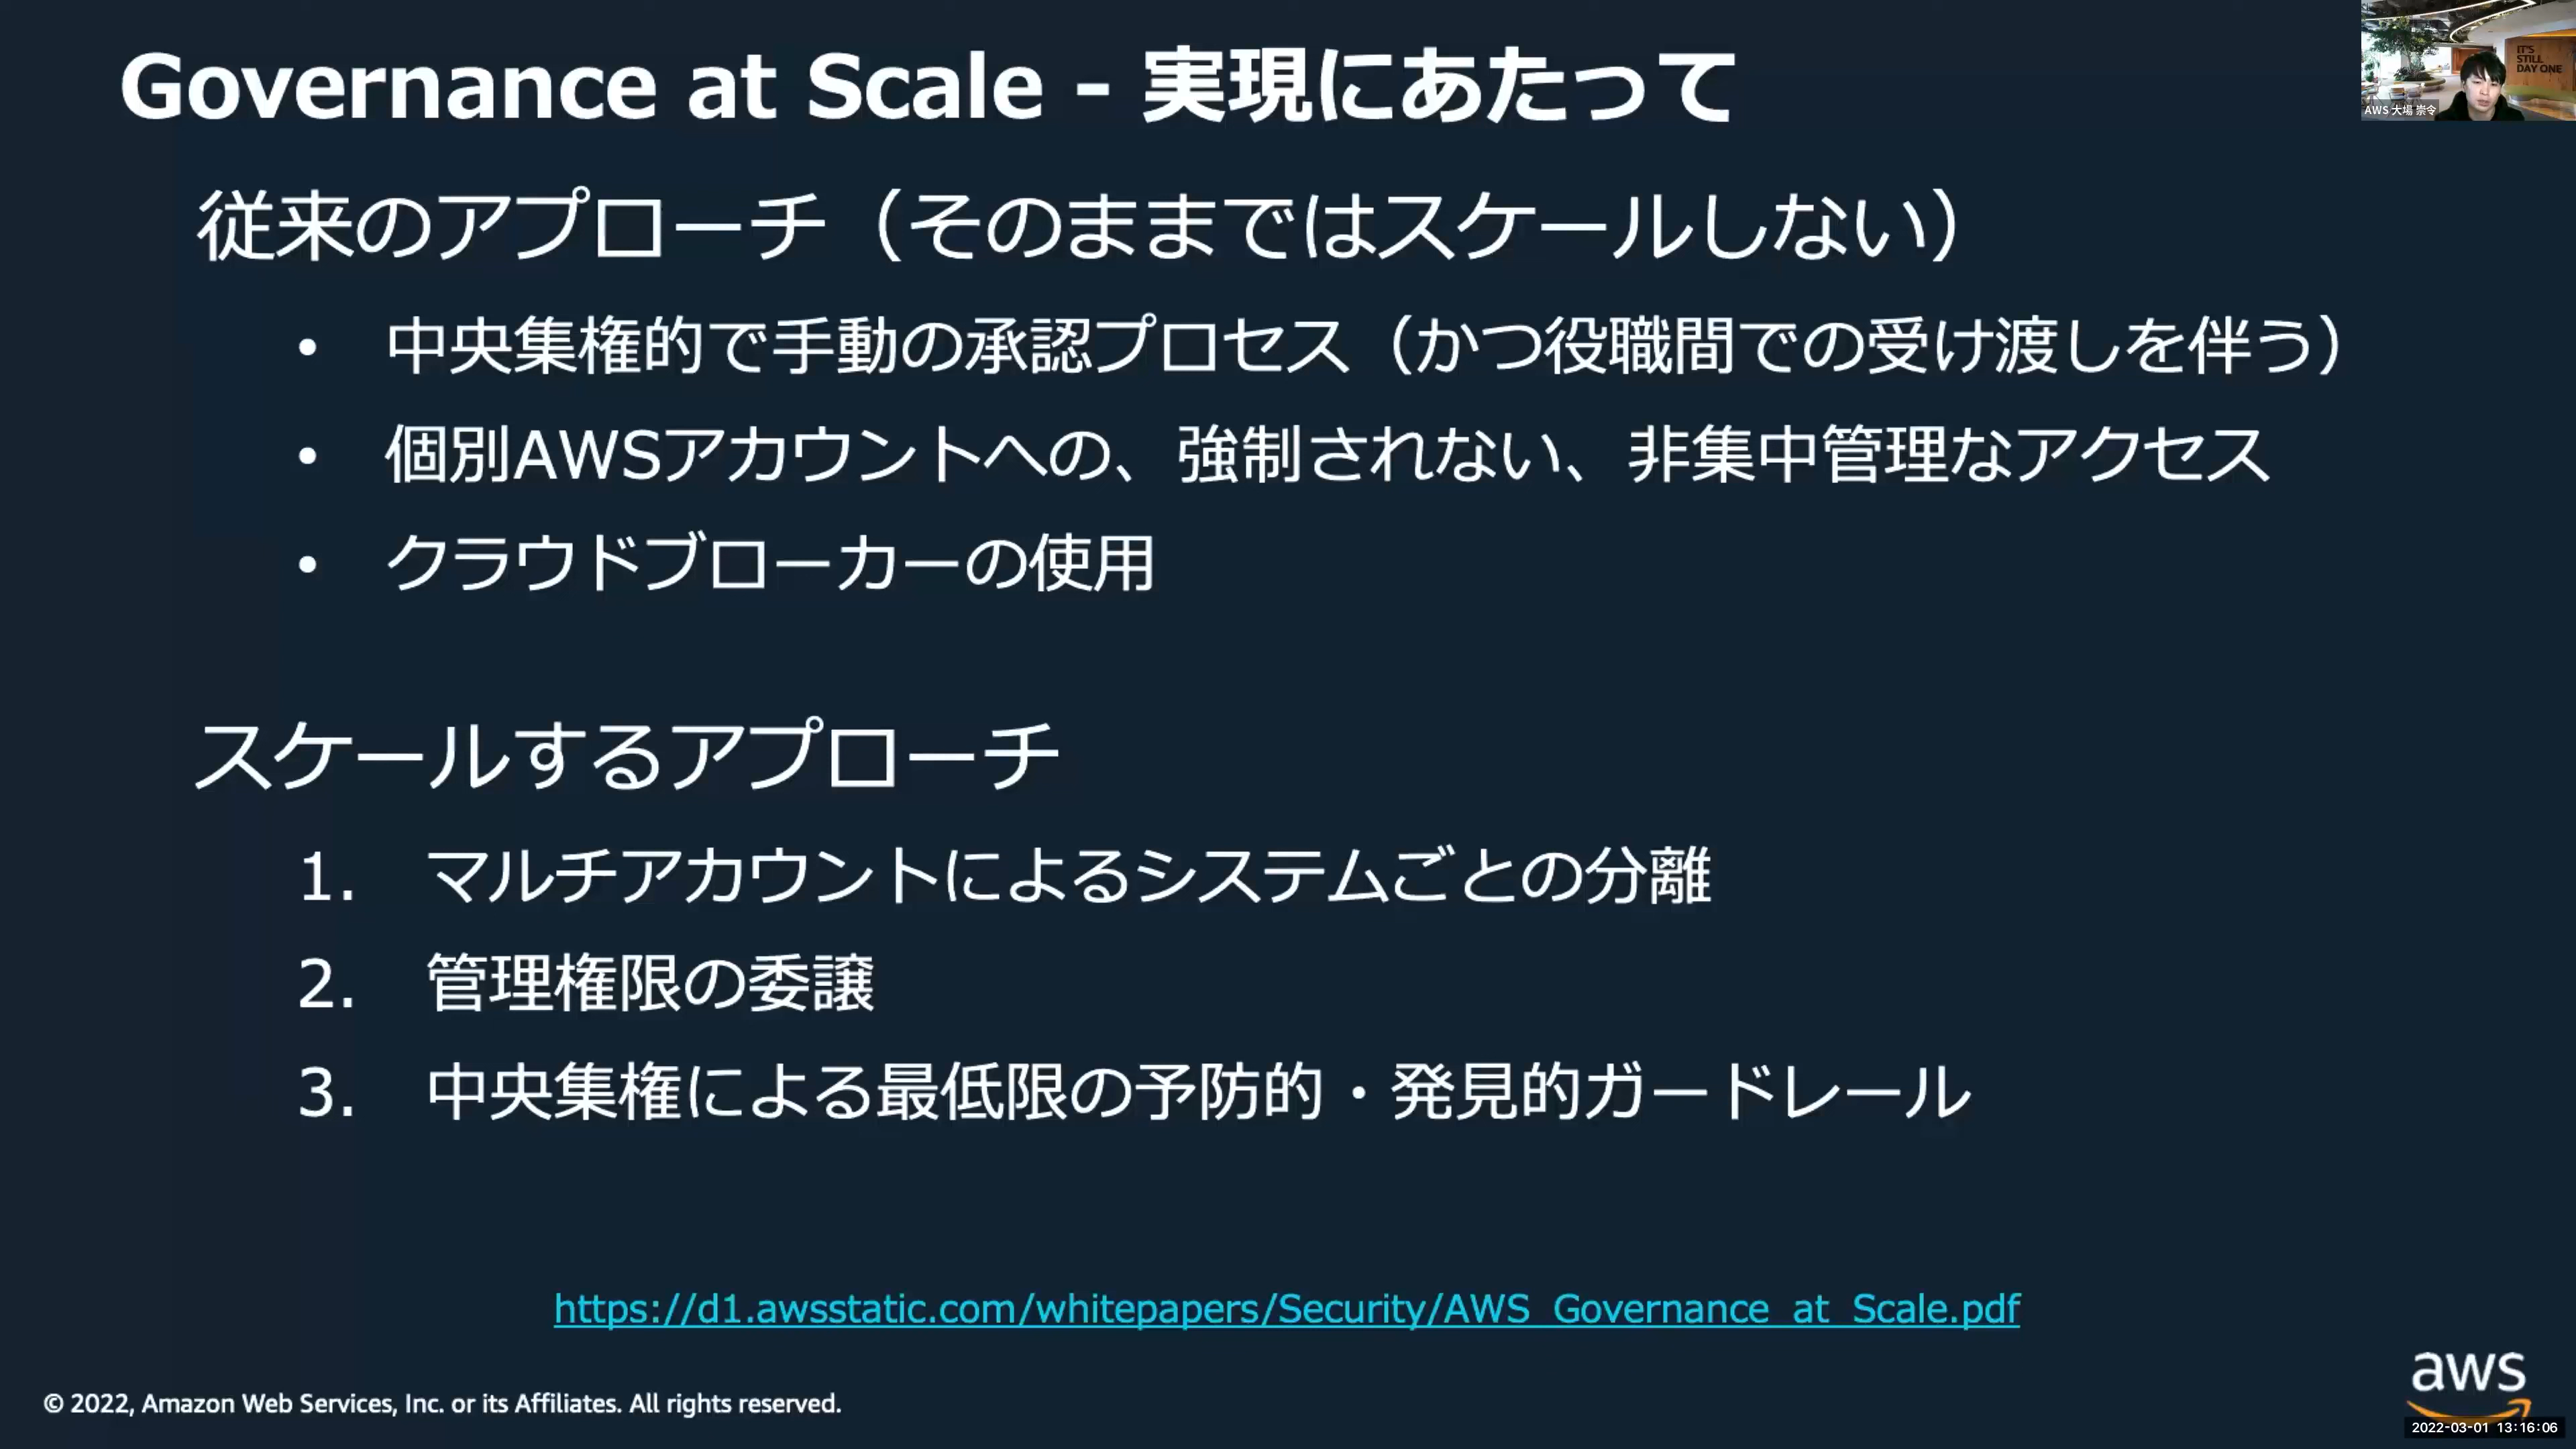 Governance at Scale - 実現にあたって
IT'S
STILL
DAY ONE
AWS 大場 崇令
従来のアプローチ（そのままではスケールしない）
• 中央集権的で手動の承認プロセス（かつ役職間での受け渡しを伴う）
• 個別AWSアカウントへの、強制されない、非集中管理なアクセス
• クラウドブローカーの使用
スケールするアプローチ
1. マルチアカウントによるシステムごとの分離
2. 管理権限の委譲
3. 中央集権による最低限の予防的・発見的ガードレール
https://d1.awsstatic.com/whitepapers/Security/AWS_Governance_at_Scale.pdf
© 2022, Amazon Web Services, Inc. or its Affiliates. All rights reserved.
aws
2022-03-01 13:16:06